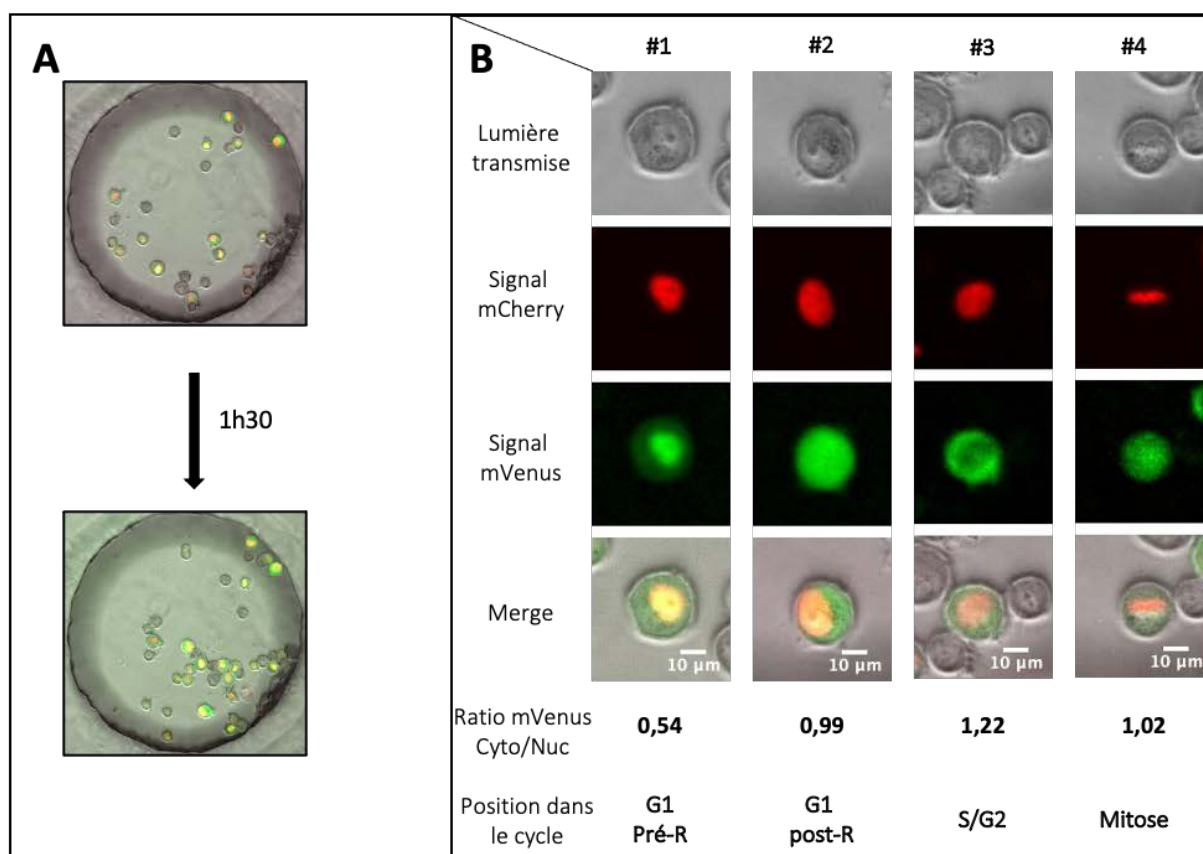 A
1h30
B
#1 #2 #3 #4
Lumière
transmise
Signal
mCherry
Signal
mVenus
Merge
10 µm 10 µm 10 µm 10 µm
Ratio mVenus
Cyto/Nuc
0,54 0,99 1,22 1,02
Position dans
le cycle
G1
Pré-R
G1
post-R
S/G2
Mitose